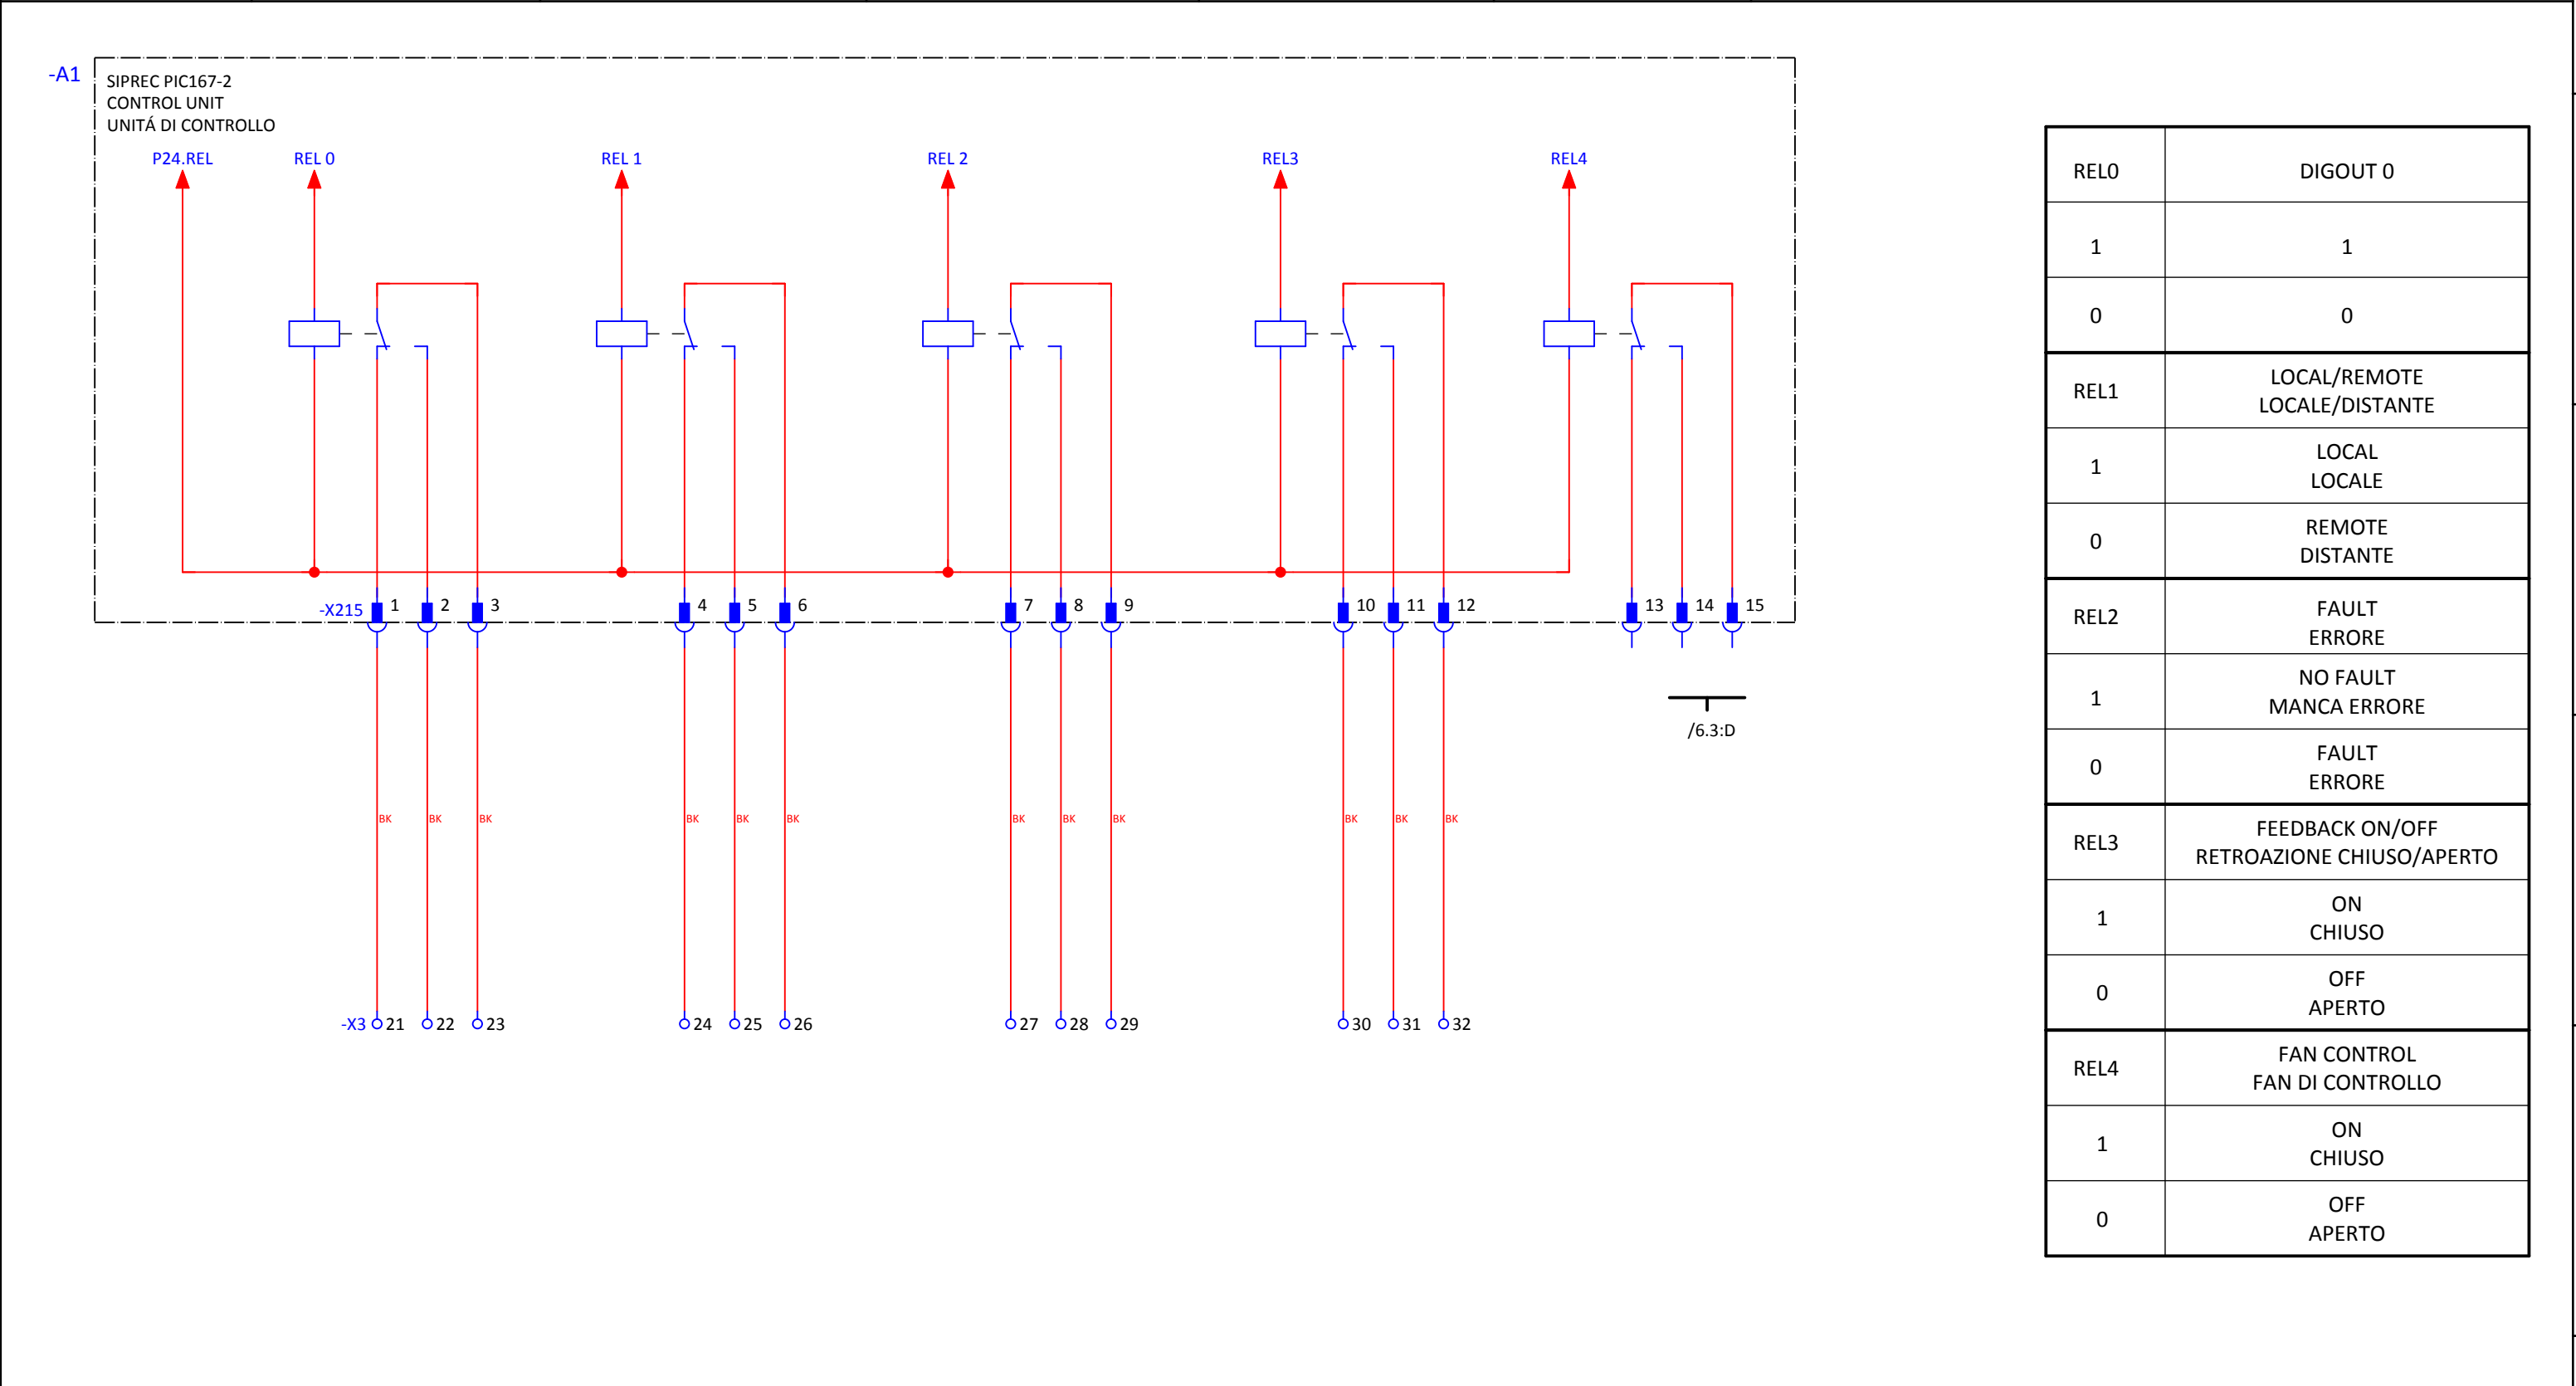 -A1
SIPREC PIC167-2
CONTROL UNIT
UNITÁ DI CONTROLLO
P24.REL REL 0 REL 1 REL 2 REL3 REL4
-X215 1 2 3 4 5 6 7 8 9 10 11 12 13 14 15
/6.3:D
BK BK BK BK BK BK BK BK BK BK BK BK
-X3 21 22 23 24 25 26 27 28 29 30 31 32
REL0 DIGOUT 0
1 1
0 0
REL1 LOCAL/REMOTE
LOCALE/DISTANTE
1 LOCAL
LOCALE
0 REMOTE
DISTANTE
REL2 FAULT
ERRORE
1 NO FAULT
MANCA ERRORE
0 FAULT
ERRORE
REL3 FEEDBACK ON/OFF
RETROAZIONE CHIUSO/APERTO
1 ON
CHIUSO
0 OFF
APERTO
REL4 FAN CONTROL
FAN DI CONTROLLO
1 ON
CHIUSO
0 OFF
APERTO